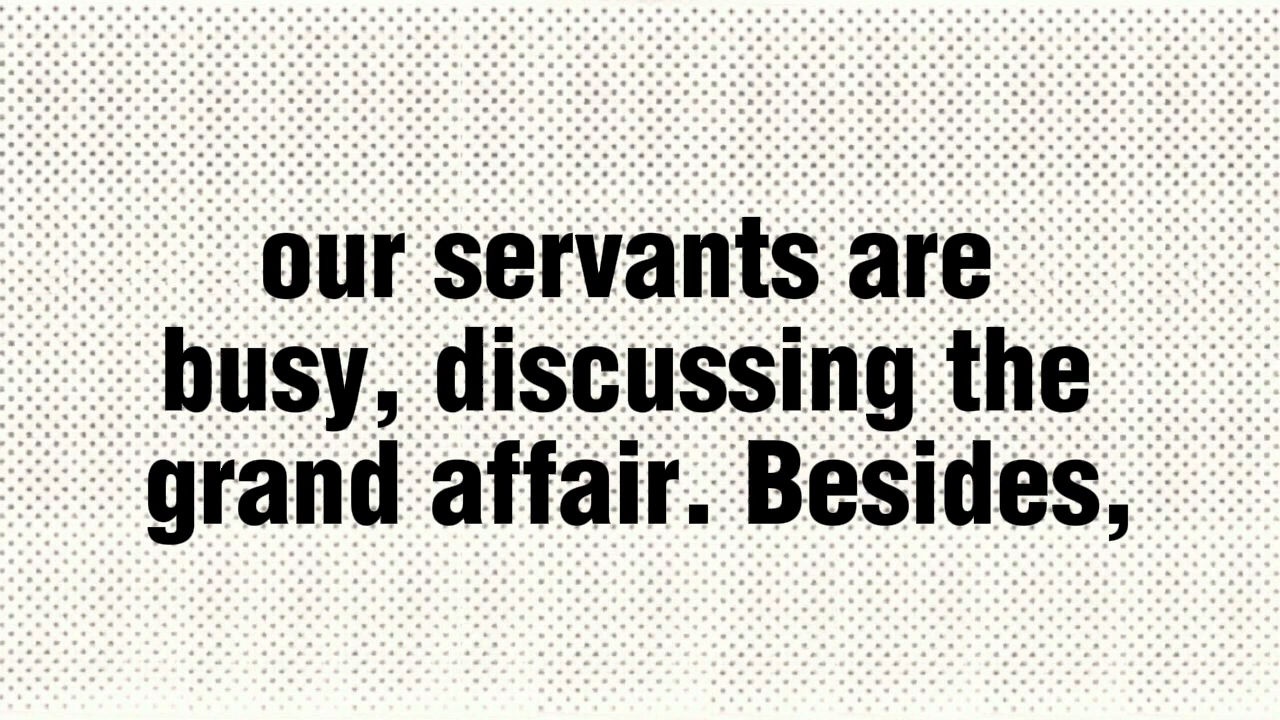 our servants are
busy, discussing the
grand affair. Besides,